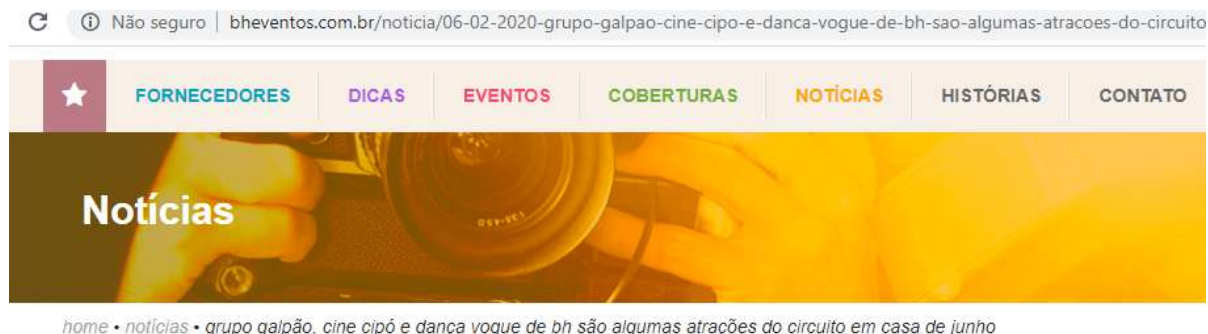 Não seguro | bheventos.com.br/noticia/06-02-2020-grupo-galpao-cine-cipo-e-danca-vogue-de-bh-sao-algumas-atracoes-do-circuito
FORNECEDORES DICAS EVENTOS COBERTURAS NOTÍCIAS HISTÓRIAS CONTATO
Notícias
135-450
home • notícias • grupo galpão, cine cipó e dança vogue de bh são algumas atrações do circuito em casa de junho